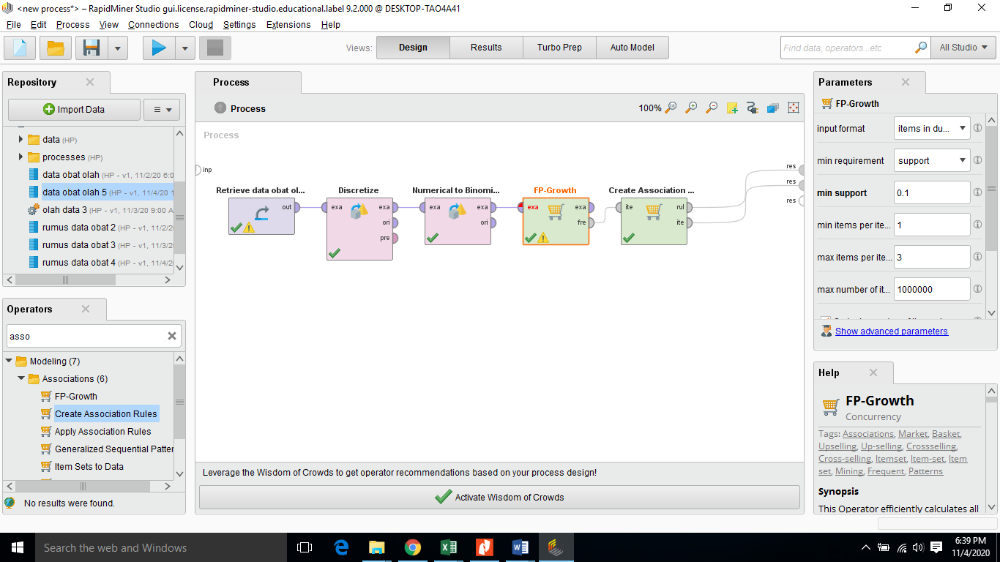 <new process*> – RapidMiner Studio gui.license.rapidminer-studio.educational.label 9.2.000 @ DESKTOP-TAO4A41
File Edit Process View Connections Cloud Settings Extensions Help
Views: Design Results Turbo Prep Auto Model
Find data, operators...etc All Studio
Repository
Import Data
data (HP)
processes (HP)
data obat olah (HP - v1, 11/2/20 6:0
data obat olah 5 (HP - v1, 11/4/20 1
olah data 3 (HP - v1, 11/3/20 9:00 A
rumus data obat 2 (HP - v1, 11/2/
rumus data obat 3 (HP - v1, 11/3/
rumus data obat 4 (HP - v1, 11/4/
Operators
asso
Modeling (7)
Associations (6)
FP-Growth
Create Association Rules
Apply Association Rules
Generalized Sequential Patter
Item Sets to Data
No results were found.
Process
Process
100%
Process
inp
res
res
res
Retrieve data obat ol...
out
Discretize
exa exa
ori
pre
Numerical to Binomi...
exa exa
ori
FP-Growth
exa exa
fre
Create Association ...
ite rul
ite
Leverage the Wisdom of Crowds to get operator recommendations based on your process design!
Activate Wisdom of Crowds
Parameters
FP-Growth
input format items in du...
min requirement support
min support 0.1
min items per ite... 1
max items per ite... 3
max number of it... 1000000
Show advanced parameters
Help
FP-Growth
Concurrency
Tags: Associations, Market, Basket,
Upselling, Up-selling, Crossselling,
Cross-selling, Itemset, Item-set, Item
set, Mining, Frequent, Patterns
Synopsis
This Operator efficiently calculates all
Search the web and Windows
6:39 PM
11/4/2020